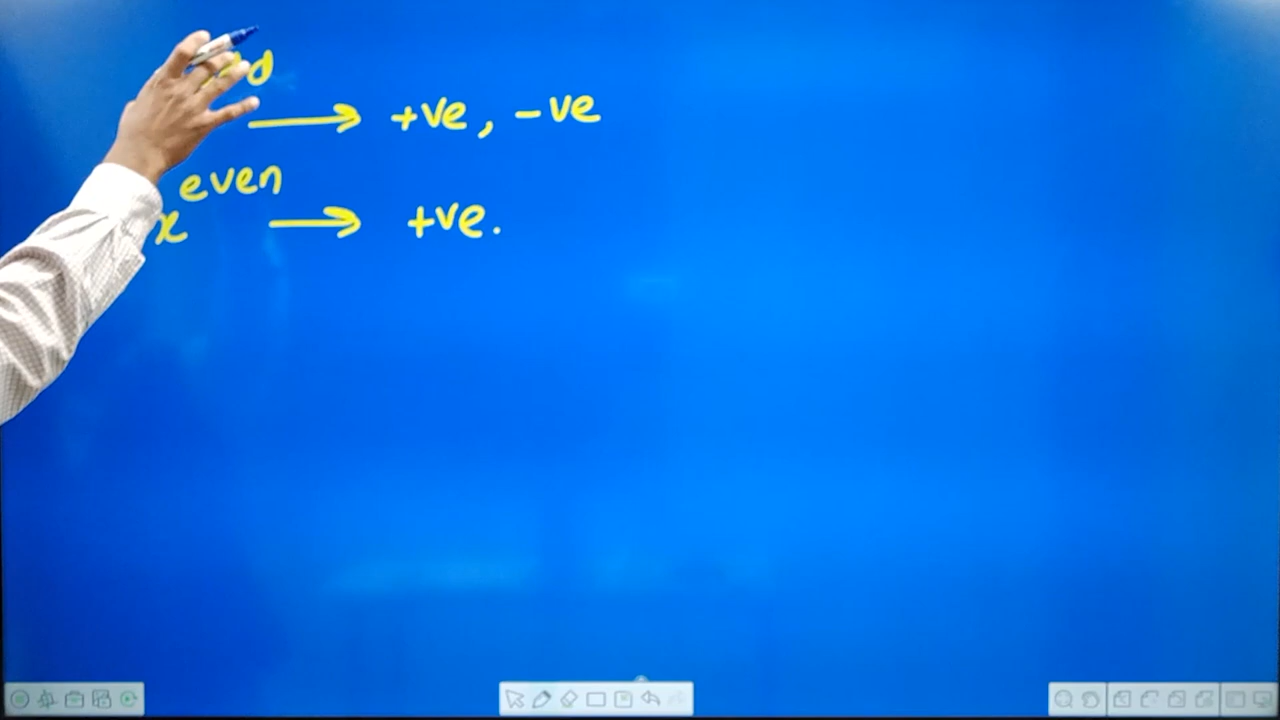 ⟶ +ve, -ve
x^even ⟶ +ve.